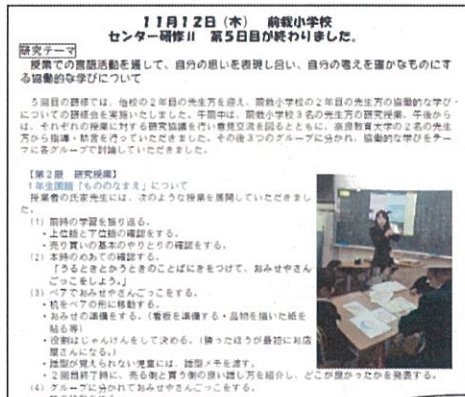 11月12日(木) 前栽小学校
センター研修Ⅱ 第5日目が終わりました。
研究テーマ
授業での言語活動を通して、自分の思いを表現し合い、自分の考えを確かなものにす
る協働的な学びについて
5回目の研修では、他校の2年目の先生方を迎え、前栽小学校の2年目の先生方の協働的な学び・
についての研修会を実施いたしました。午前中は、前栽小学校3名の先生方の研究授業、午後から
は、それぞれの授業に対する研究協議を行い意見交流を図るとともに、奈良教育大学の2名の先生
方から指導・助言を行っていただきました。その後3つのグループに分かれ、協働的な学びをテー
マに各グループで討論していただきました。
【第2限 研究授業】
1年生国語「もののなまえ」について
授業者の氏家先生には、次のような授業を展開していただきまし
た。
(1) 前時の学習を振り返る。
・上位語と下位語の確認をする。
・売り買いの基本のやりとりの確認をする。
(2) 本時のめあての確認する。
「うるときとかうときのことばにきをつけて、おみせやさん
ごっこをしよう。」
(3) ペアでおみせやさんごっこをする。
・机をペアの形に移動する。
・おみせの準備をする。(看板を準備する・品物を描いた紙を
貼る等)
・役割はじゃんけんをして決める。(勝ったほうが最初にお店
屋さんになる。)
・話型が覚えられない児童には、話型メモを渡す。
・2回目終了時に、売る側と買う側の良い話し方を紹介し、どこが良かったかを発表する。
(4) グループに分かれておみせやさんごっこをする。